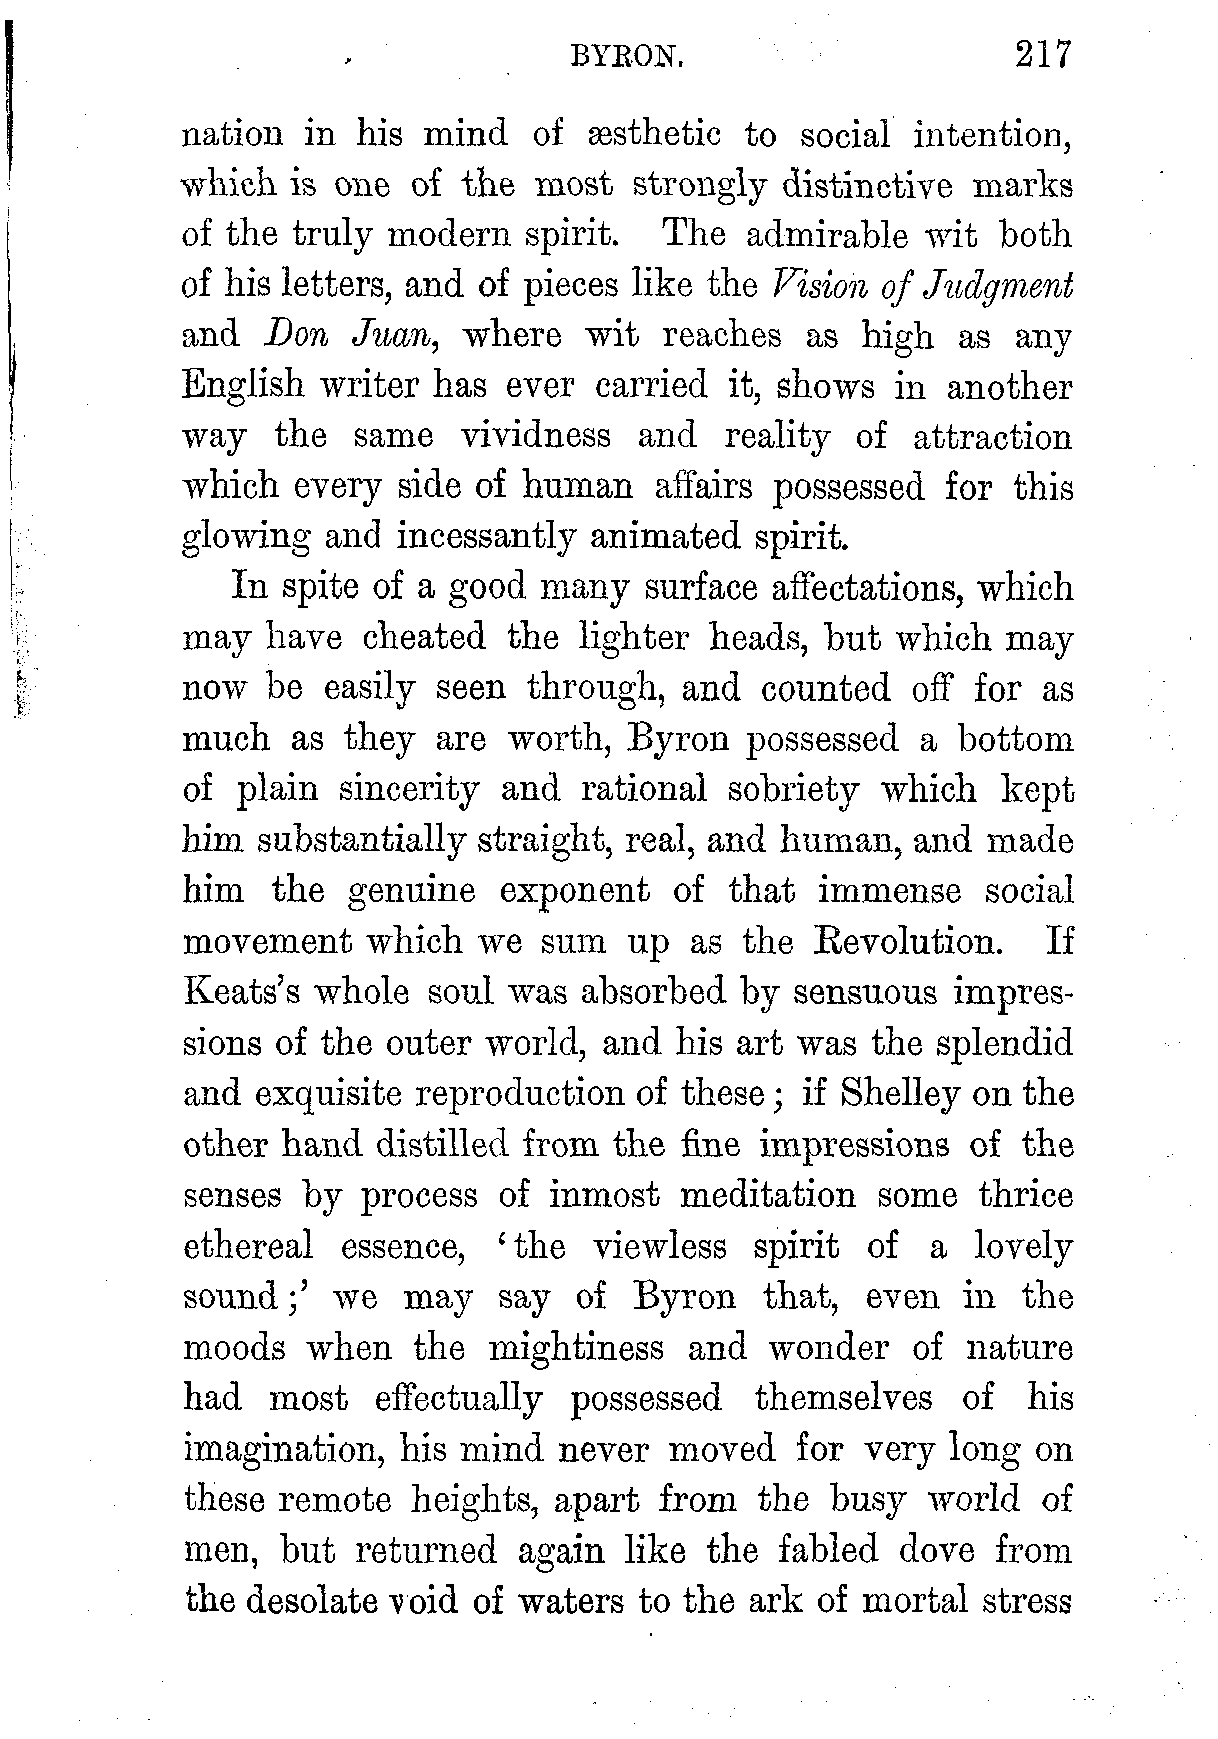 BYRON. 217
nation in his mind of æsthetic to social intention,
which is one of the most strongly distinctive marks
of the truly modern spirit. The admirable wit both
of his letters, and of pieces like the Vision of Judgment
and Don Juan, where wit reaches as high as any
English writer has ever carried it, shows in another
way the same vividness and reality of attraction
which every side of human affairs possessed for this
glowing and incessantly animated spirit.
In spite of a good many surface affectations, which
may have cheated the lighter heads, but which may
now be easily seen through, and counted off for as
much as they are worth, Byron possessed a bottom
of plain sincerity and rational sobriety which kept
him substantially straight, real, and human, and made
him the genuine exponent of that immense social
movement which we sum up as the Revolution. If
Keats's whole soul was absorbed by sensuous impres-
sions of the outer world, and his art was the splendid
and exquisite reproduction of these; if Shelley on the
other hand distilled from the fine impressions of the
senses by process of inmost meditation some thrice
ethereal essence, ‘the viewless spirit of a lovely
sound;’ we may say of Byron that, even in the
moods when the mightiness and wonder of nature
had most effectually possessed themselves of his
imagination, his mind never moved for very long on
these remote heights, apart from the busy world of
men, but returned again like the fabled dove from
the desolate void of waters to the ark of mortal stress